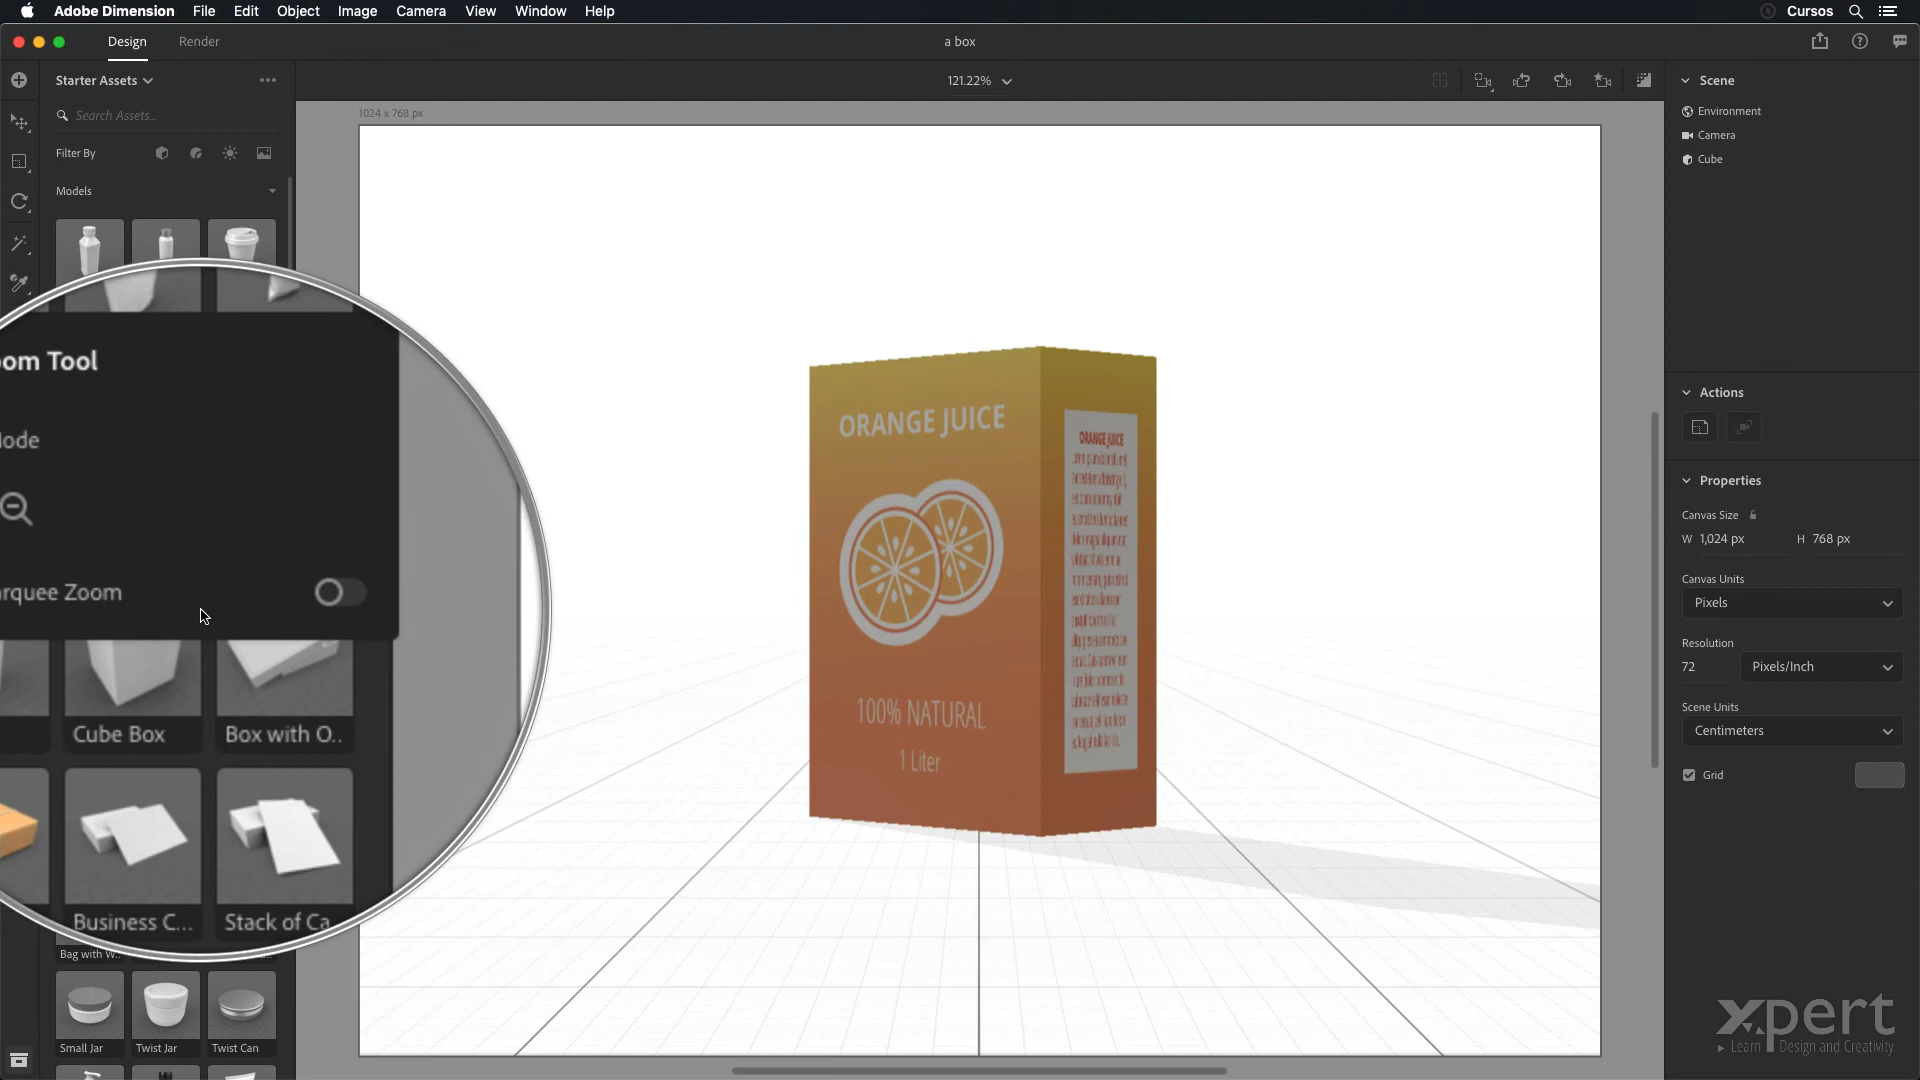 Adobe Dimension File Edit Object Image Camera View Window Help
Cursos
Design
Render
a box
Starter Assets
121.22%
Scene
1024 x 768 px
Search Assets...
Environment
Camera
Cube
Filter By
Models
oom Tool
ode
arquee Zoom
Cube Box
Box with O..
Business C...
Stack of Ca
Bag with W..
Small Jar
Twist Jar
Twist Can
ORANGE JUICE
100% NATURAL
1 Liter
ORANGE JUICE
Actions
Properties
Canvas Size
W 1,024 px
H 768 px
Canvas Units
Pixels
Resolution
72
Pixels/Inch
Scene Units
Centimeters
Grid
xpert
Learn Design and Creativity